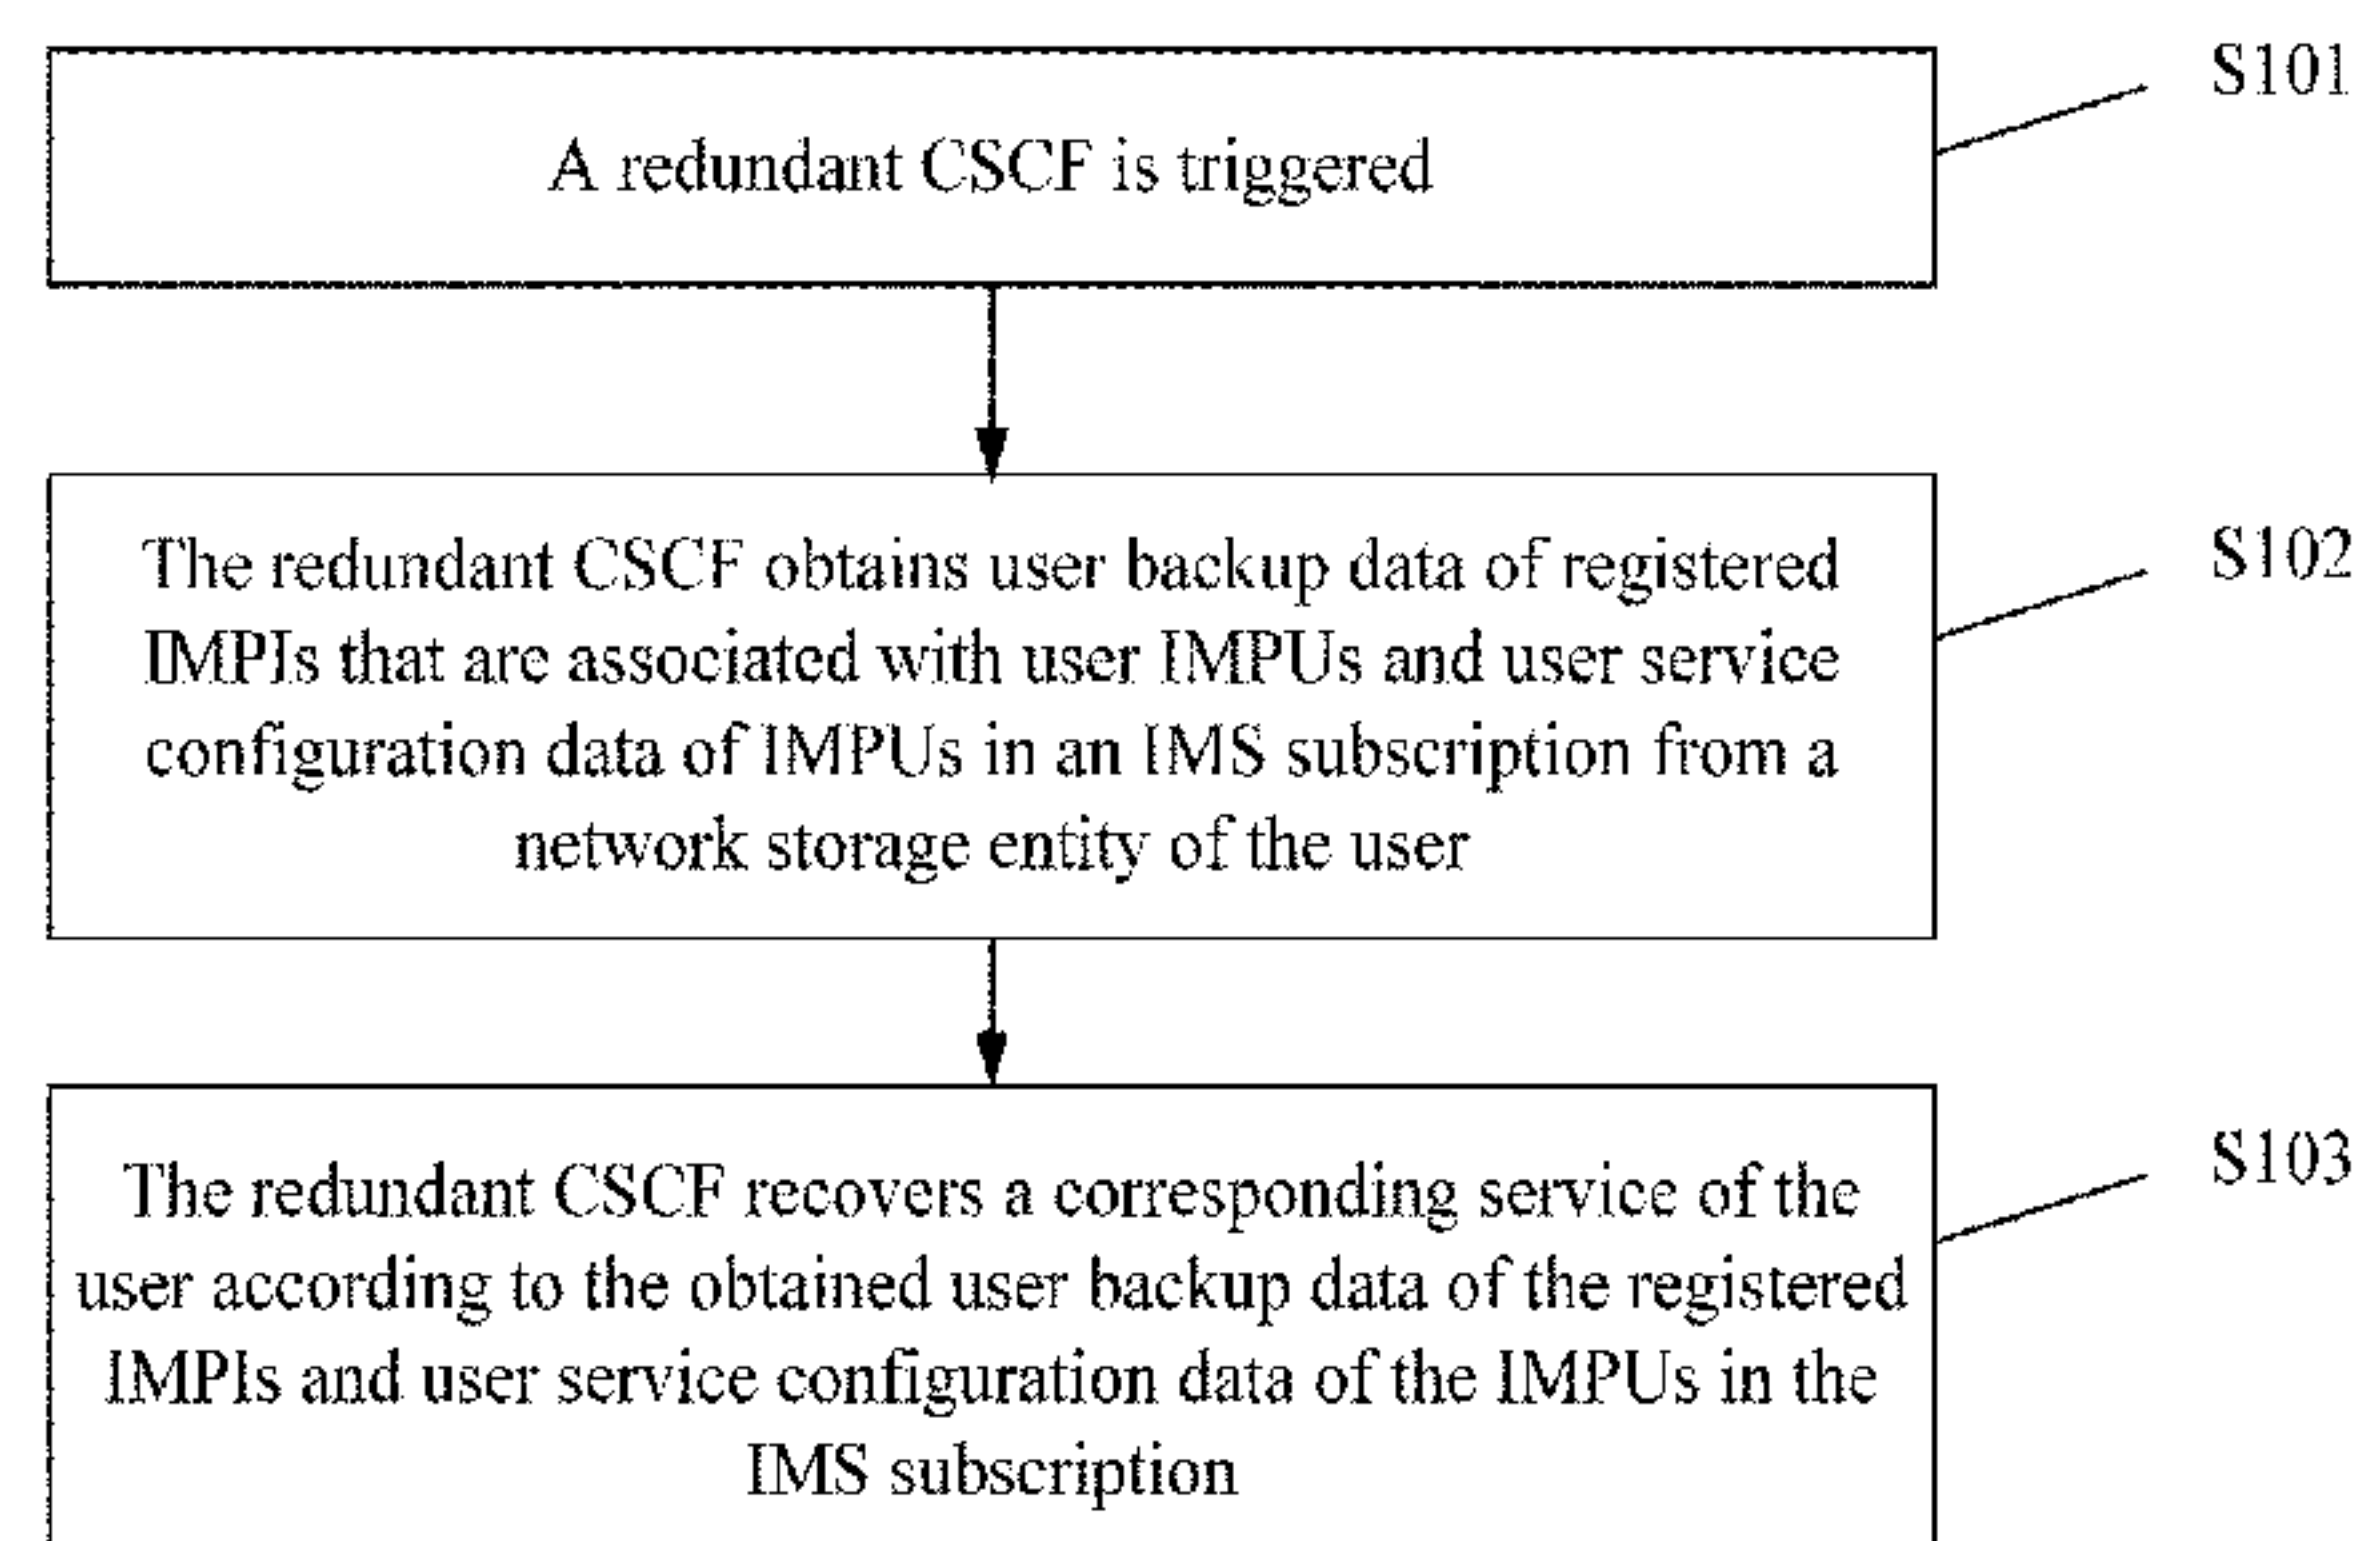 A redundant CSCF is triggered
S101
The redundant CSCF obtains user backup data of registered
IMPIs that are associated with user IMPUs and user service
configuration data of IMPUs in an IMS subscription from a
network storage entity of the user
S102
The redundant CSCF recovers a corresponding service of the
user according to the obtained user backup data of the registered
IMPIs and user service configuration data of the IMPUs in the
IMS subscription
S103